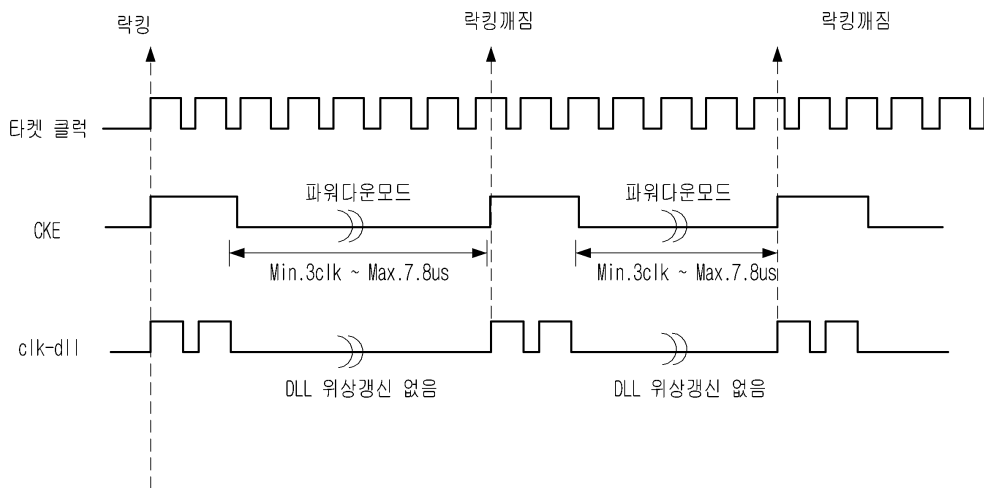 락킹
락킹깨짐
락킹깨짐
타켓 클럭
파워다운모드
파워다운모드
CKE
Min.3clk ~ Max.7.8us
Min.3clk ~ Max.7.8us
clk-dll
DLL 위상갱신 없음
DLL 위상갱신 없음